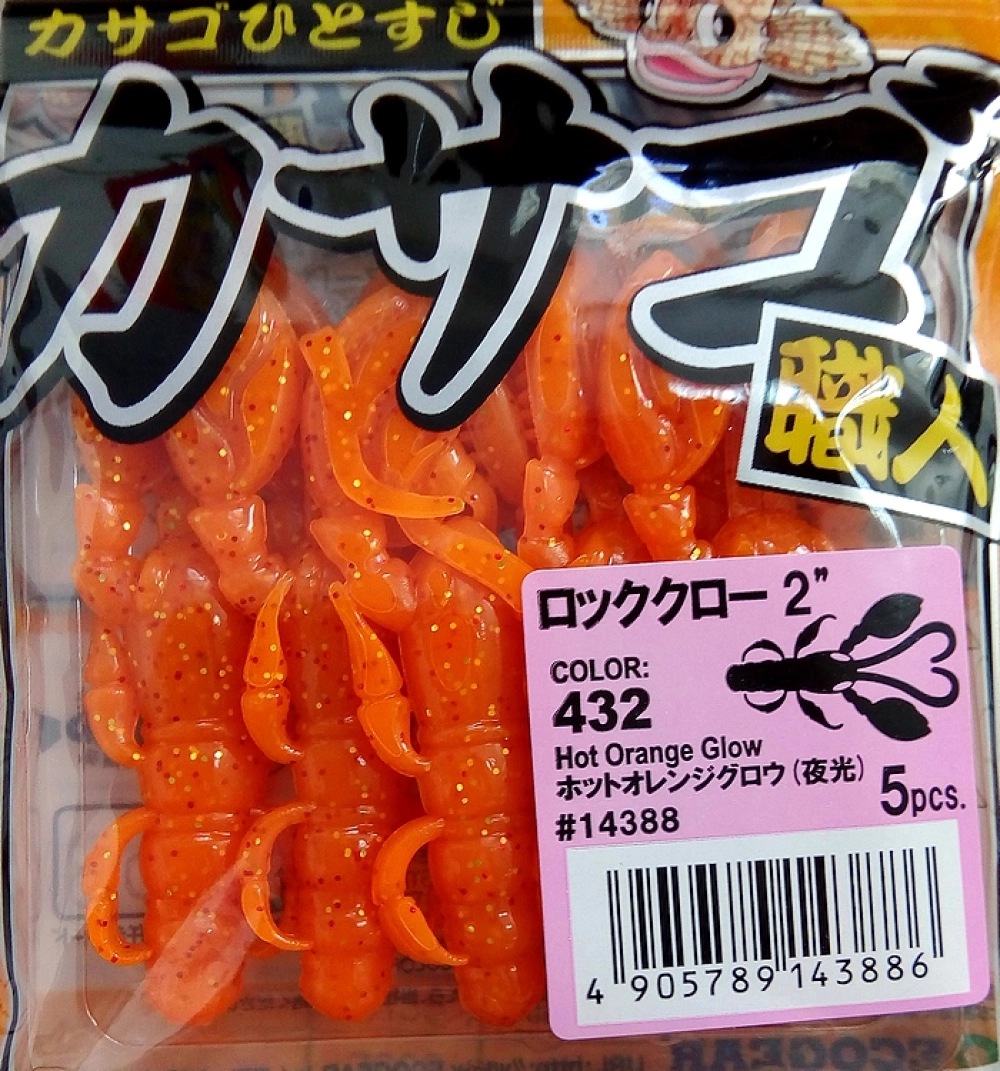 カサゴひとすじ
カサゴ
職人
ロッククロー 2”
COLOR:
432
Hot Orange Glow
ホットオレンジグロウ (夜光)
5pcs.
#14388
4 905789 143886
ECOGEAR